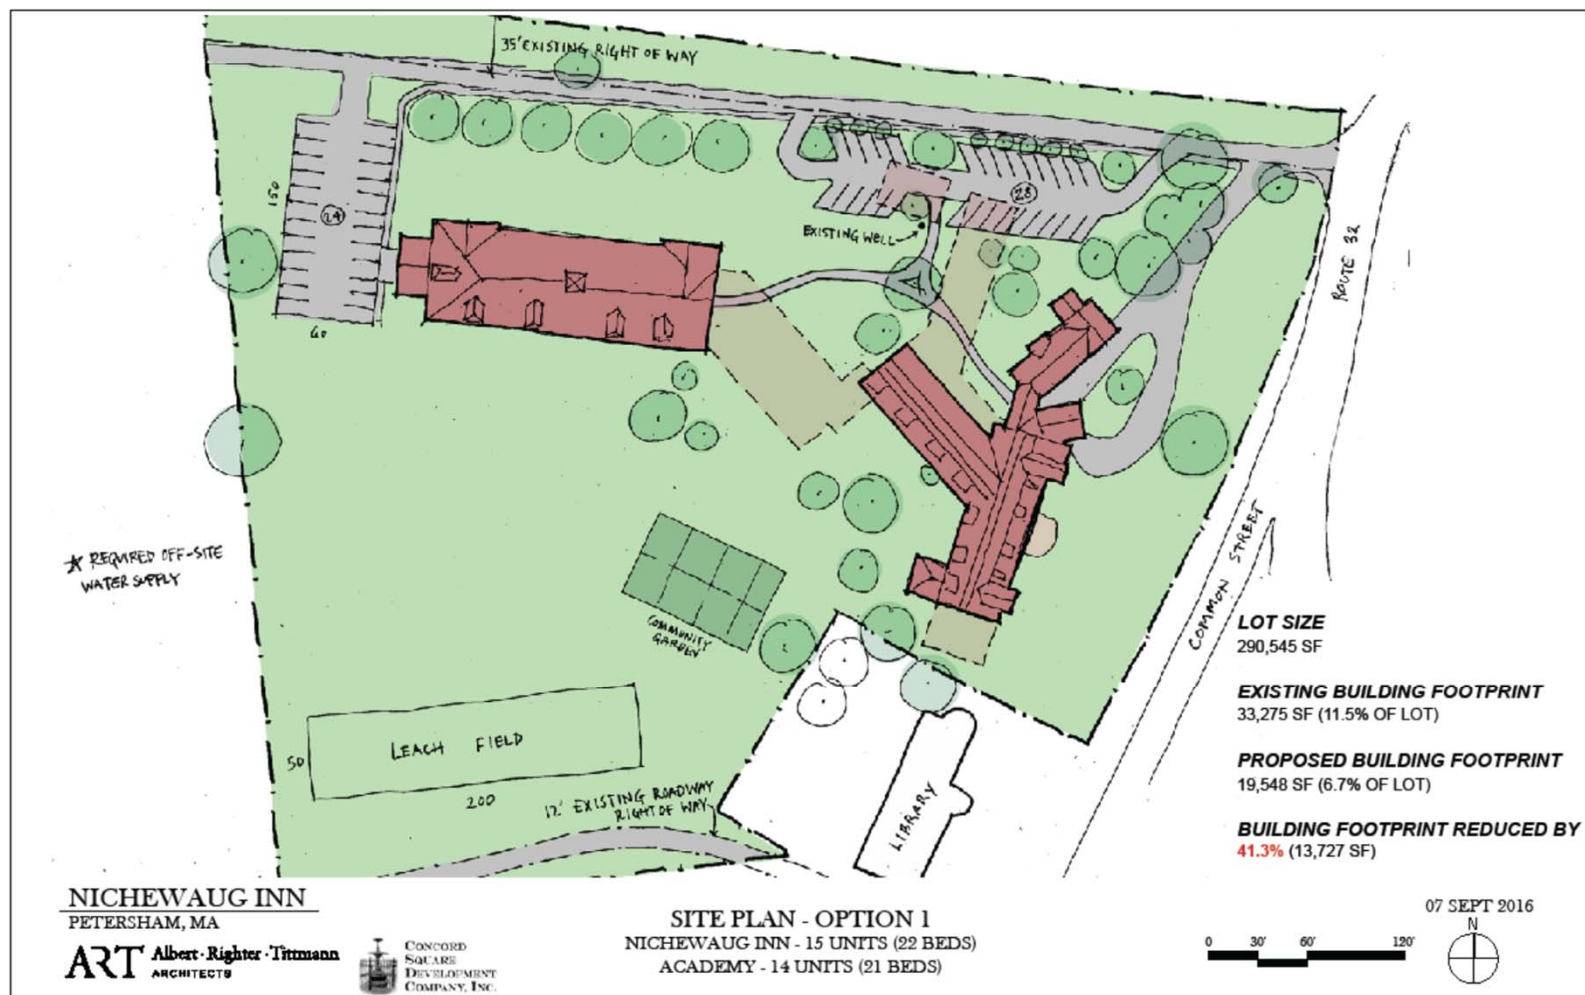 35' EXISTING RIGHT OF WAY
150
24
60
28
EXISTING WELL
ROUTE 32
COMMON STREET
* REQUIRED OFF-SITE
WATER SUPPLY
COMMUNITY
GARDEN
LEACH FIELD
50
200
12' EXISTING ROADWAY
RIGHT OF WAY
LIBRARY
LOT SIZE
290,545 SF
EXISTING BUILDING FOOTPRINT
33,275 SF (11.5% OF LOT)
PROPOSED BUILDING FOOTPRINT
19,548 SF (6.7% OF LOT)
BUILDING FOOTPRINT REDUCED BY
41.3% (13,727 SF)
NICHEWAUG INN
PETERSHAM, MA
ART Albert · Righter · Tittmann
ARCHITECTS
CONCORD
SQUARE
DEVELOPMENT
COMPANY, INC.
SITE PLAN - OPTION 1
NICHEWAUG INN - 15 UNITS (22 BEDS)
ACADEMY - 14 UNITS (21 BEDS)
07 SEPT 2016
N
0 30' 60' 120'